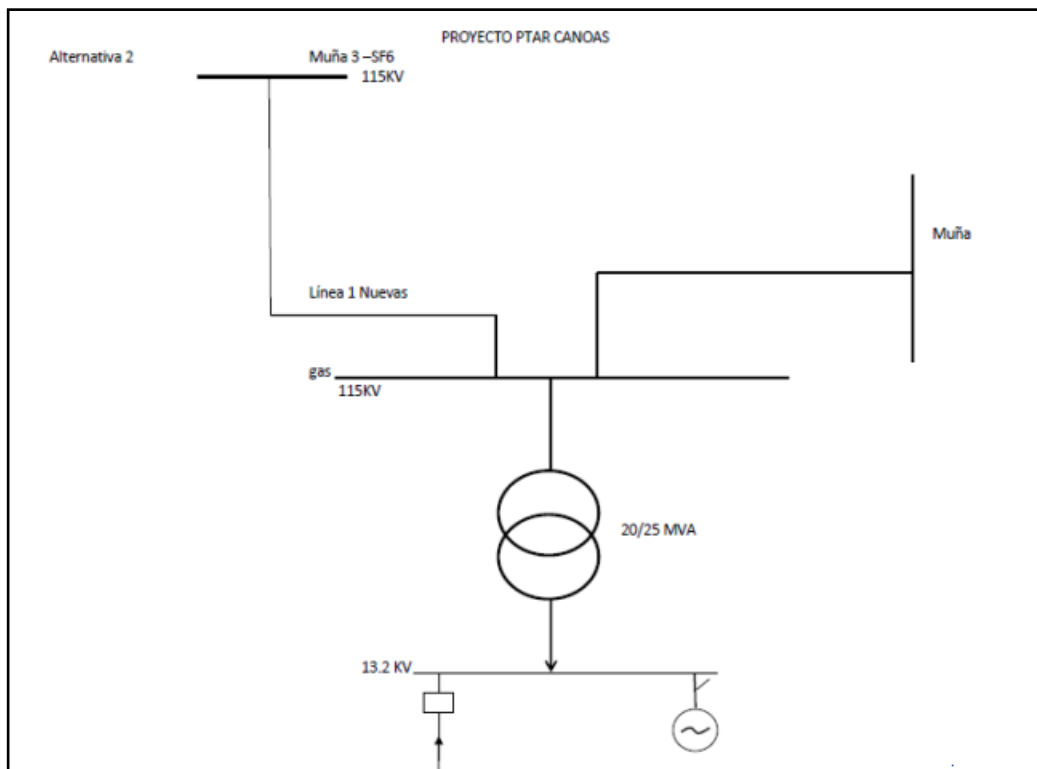 PROYECTO PTAR CANOAS
Alternativa 2
Muña 3 –SF6
115KV
Muña
Línea 1 Nuevas
gas
115KV
20/25 MVA
13.2 KV